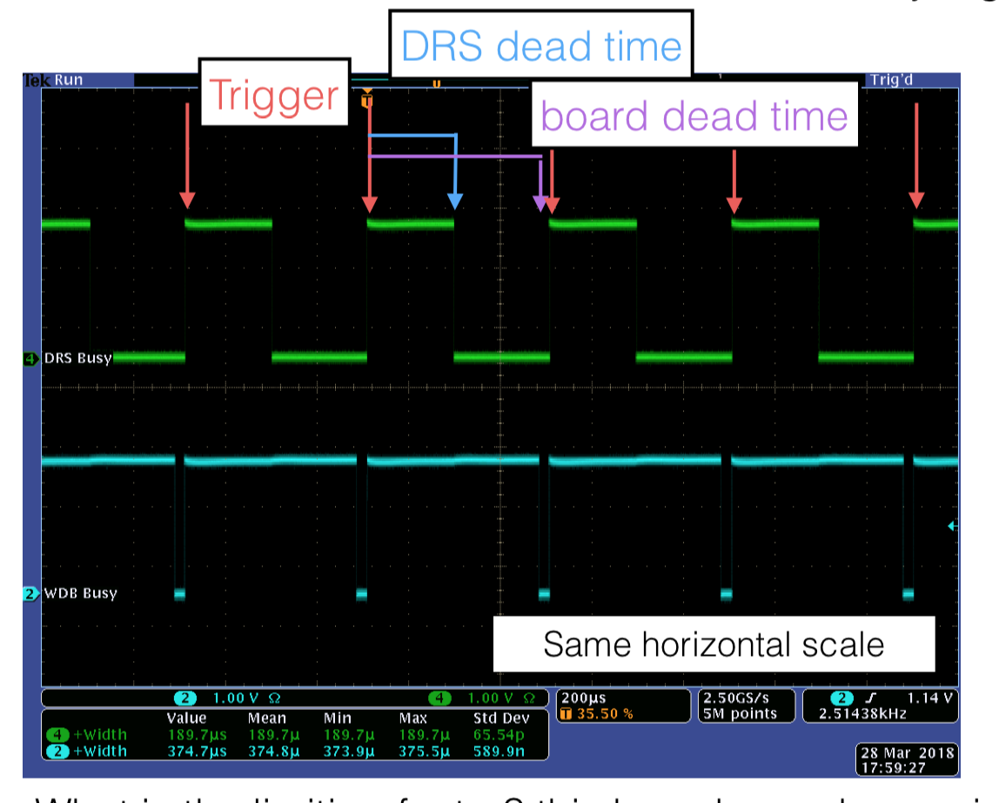 DRS dead time
Tek Run
Trig'd
Trigger
board dead time
4 DRS Busy
2 WDB Busy
Same horizontal scale
2 1.00 V Ω 4 1.00 V Ω
200µs
T 35.50 %
2.50GS/s
5M points
2 1.14 V
2.51438kHz
Value Mean Min Max Std Dev
4 +Width 189.7µs 189.7µ 189.7µ 189.7µ 65.54p
2 +Width 374.7µs 374.8µ 373.9µ 375.5µ 589.9n
28 Mar 2018
17:59:27